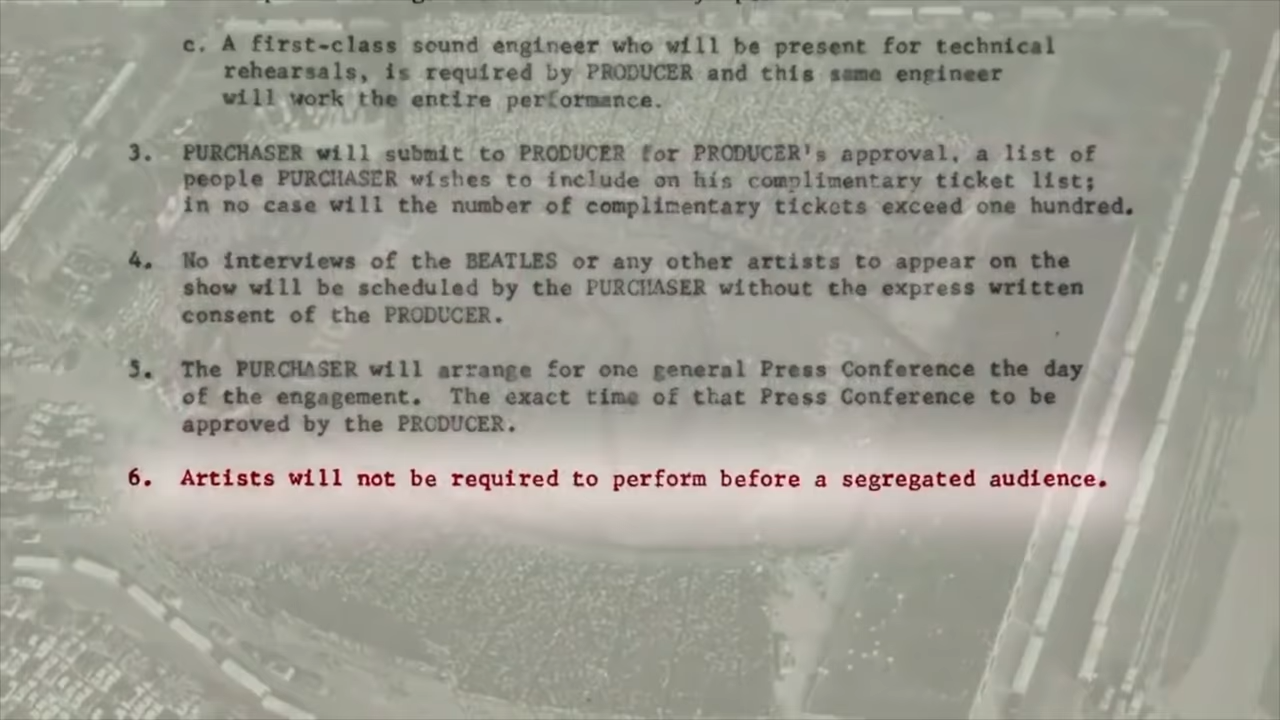 c. A first-class sound engineer who will be present for technical
rehearsals, is required by PRODUCER and this same engineer
will work the entire performance.
3. PURCHASER will submit to PRODUCER for PRODUCER's approval, a list of
people PURCHASER wishes to include on his complimentary ticket list;
in no case will the number of complimentary tickets exceed one hundred.
4. No interviews of the BEATLES or any other artists to appear on the
show will be scheduled by the PURCHASER without the express written
consent of the PRODUCER.
5. The PURCHASER will arrange for one general Press Conference the day
of the engagement. The exact time of that Press Conference to be
approved by the PRODUCER.
6. Artists will not be required to perform before a segregated audience.